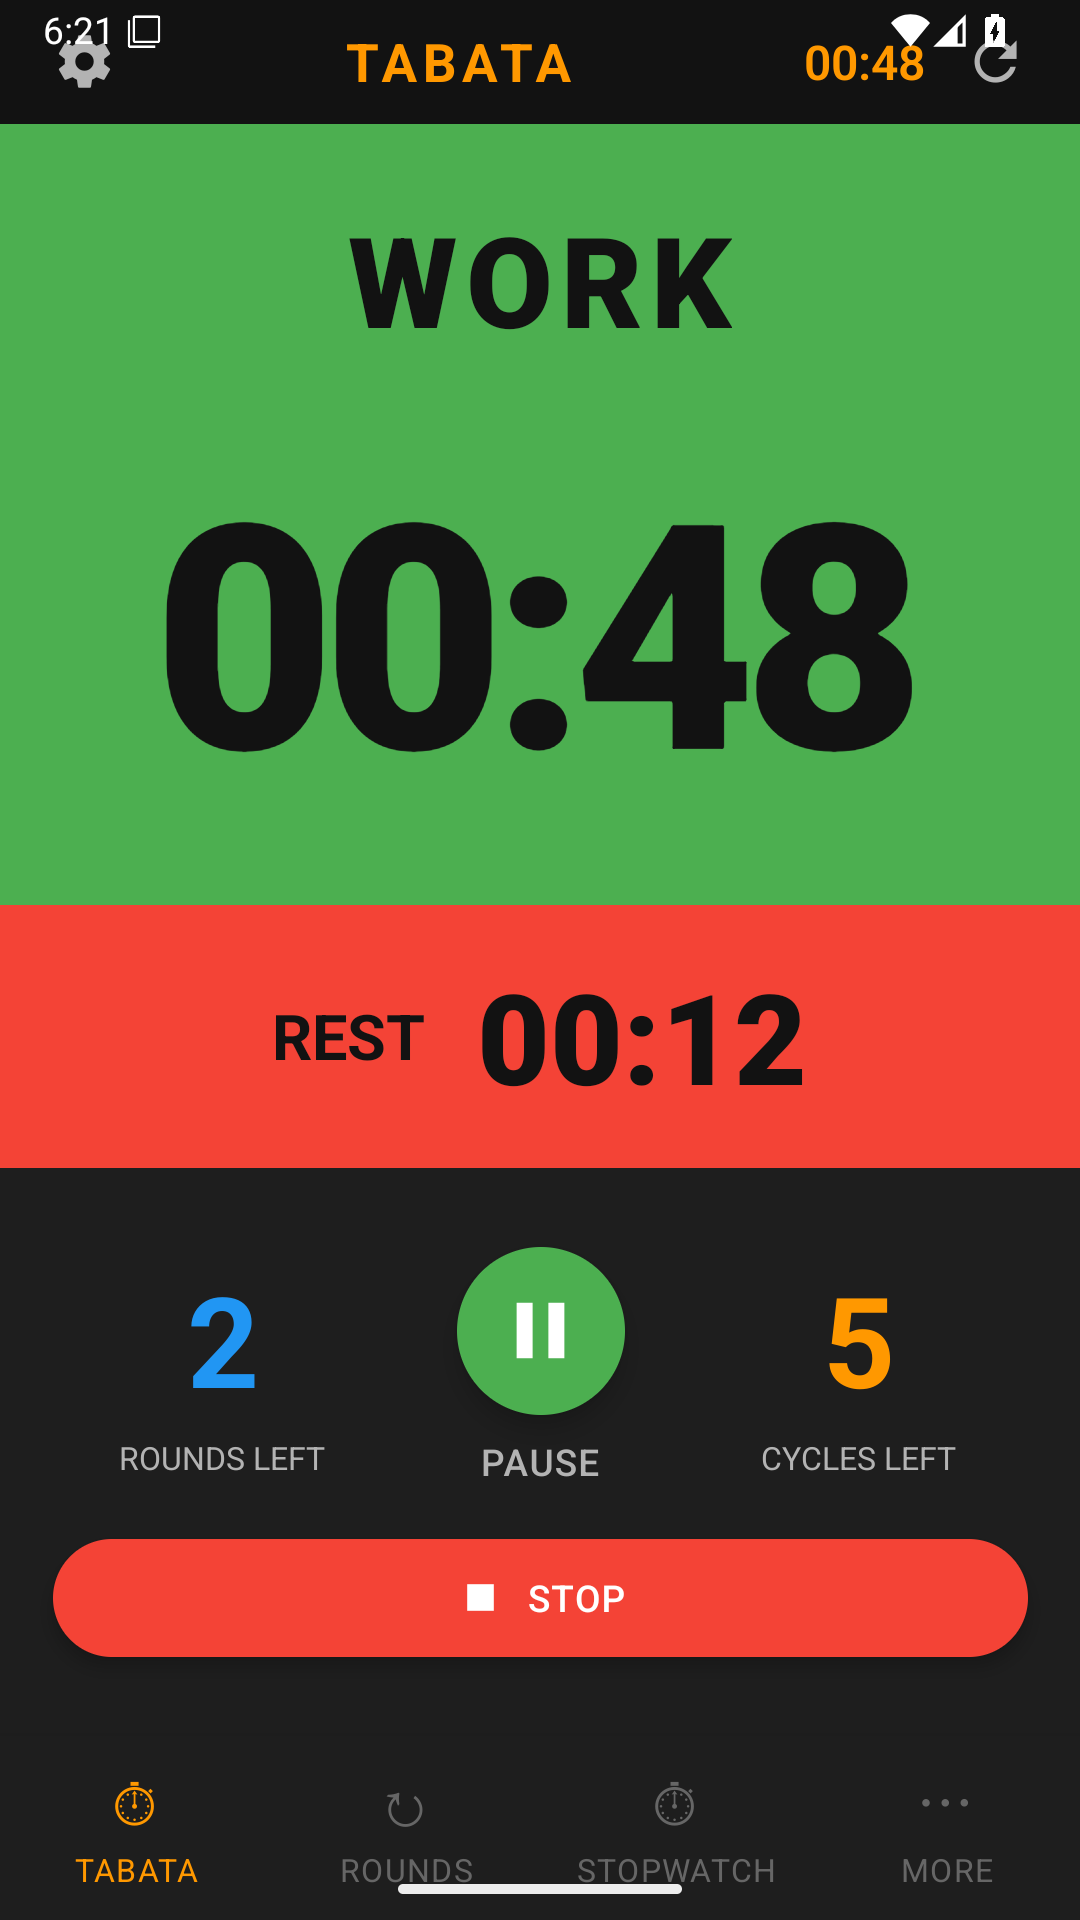 6:21
TABATA
00:48
WORK
00:48
REST 00:12
2
5
ROUNDS LEFT
PAUSE
CYCLES LEFT
STOP
TABATA
ROUNDS
STOPWATCH
MORE